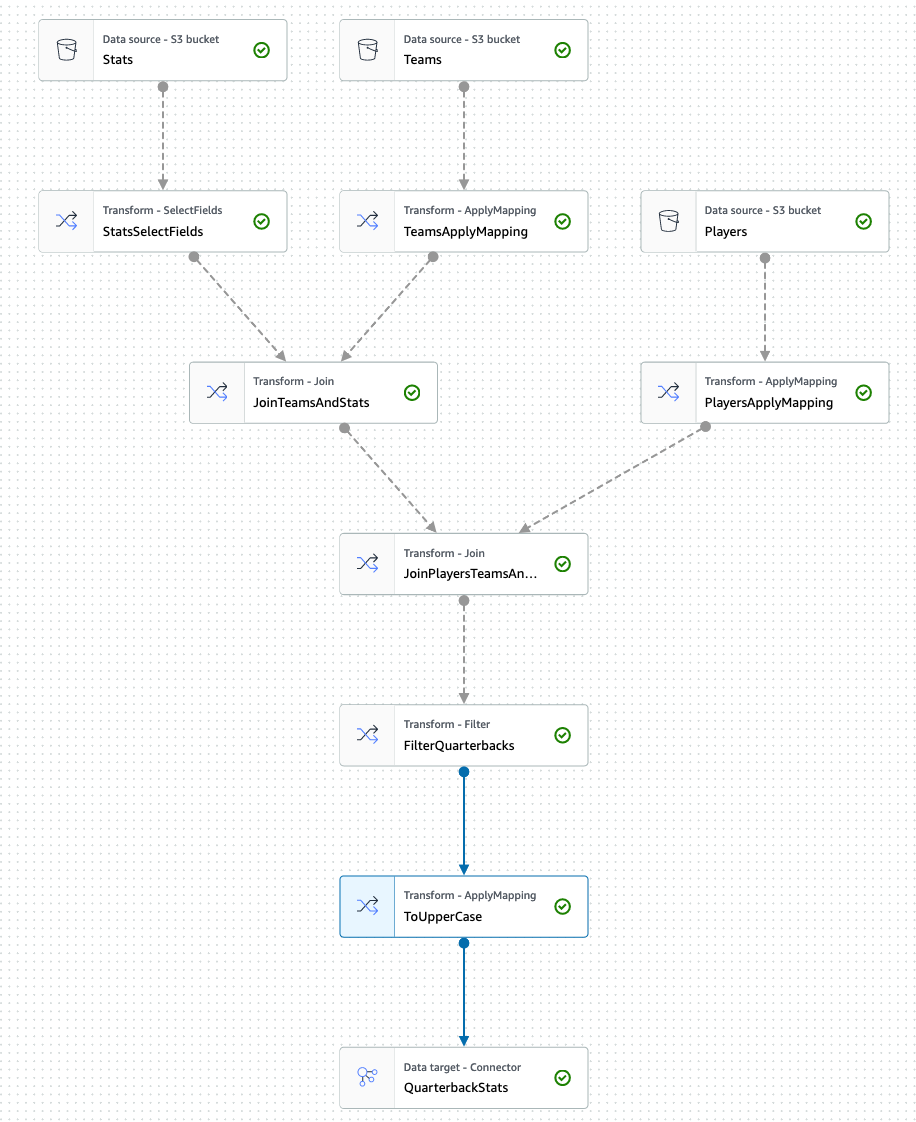 Data source - S3 bucket
Stats
Data source - S3 bucket
Teams
Transform - SelectFields
StatsSelectFields
Transform - ApplyMapping
TeamsApplyMapping
Data source - S3 bucket
Players
Transform - Join
JoinTeamsAndStats
Transform - ApplyMapping
PlayersApplyMapping
Transform - Join
JoinPlayersTeamsAn...
Transform - Filter
FilterQuarterbacks
Transform - ApplyMapping
ToUpperCase
Data target - Connector
QuarterbackStats